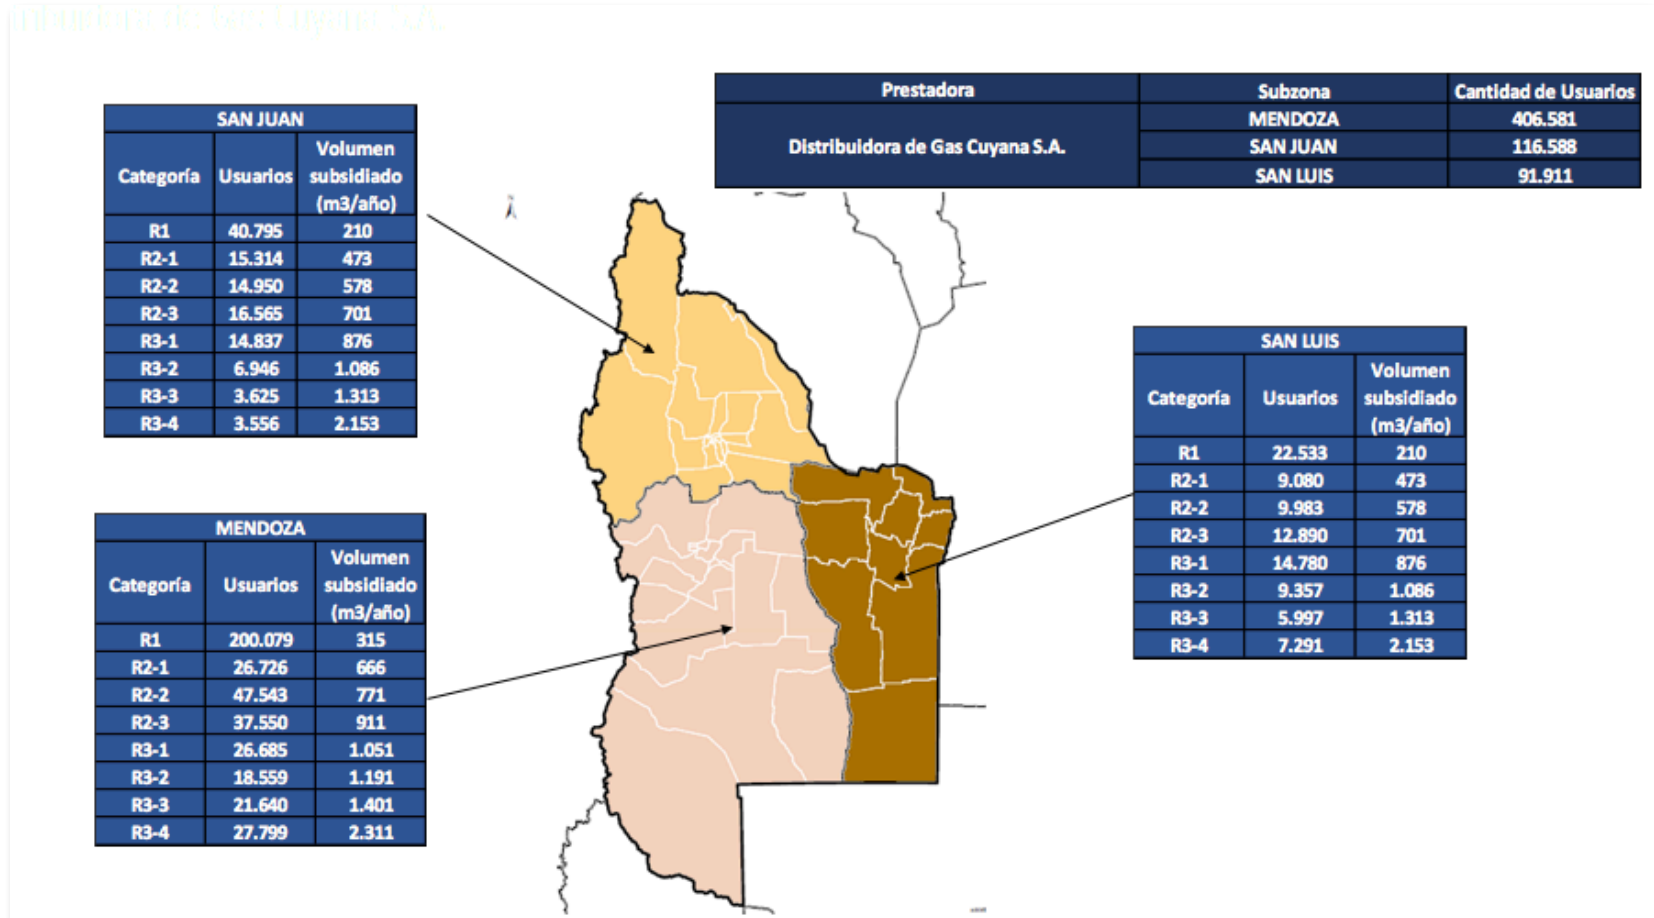 Distribuidora de Gas Cuyana S.A.
Prestadora Subzona Cantidad de Usuarios
Distribuidora de Gas Cuyana S.A.
MENDOZA 406.581
SAN JUAN 116.588
SAN LUIS 91.911
SAN JUAN
Categoría Usuarios Volumen subsidiado (m3/año)
R1 40.795 210
R2-1 15.314 473
R2-2 14.950 578
R2-3 16.565 701
R3-1 14.837 876
R3-2 6.946 1.086
R3-3 3.625 1.313
R3-4 3.556 2.153
SAN LUIS
Categoría Usuarios Volumen subsidiado (m3/año)
R1 22.533 210
R2-1 9.080 473
R2-2 9.983 578
R2-3 12.890 701
R3-1 14.780 876
R3-2 9.357 1.086
R3-3 5.997 1.313
R3-4 7.291 2.153
MENDOZA
Categoría Usuarios Volumen subsidiado (m3/año)
R1 200.079 315
R2-1 26.726 666
R2-2 47.543 771
R2-3 37.550 911
R3-1 26.685 1.051
R3-2 18.559 1.191
R3-3 21.640 1.401
R3-4 27.799 2.311